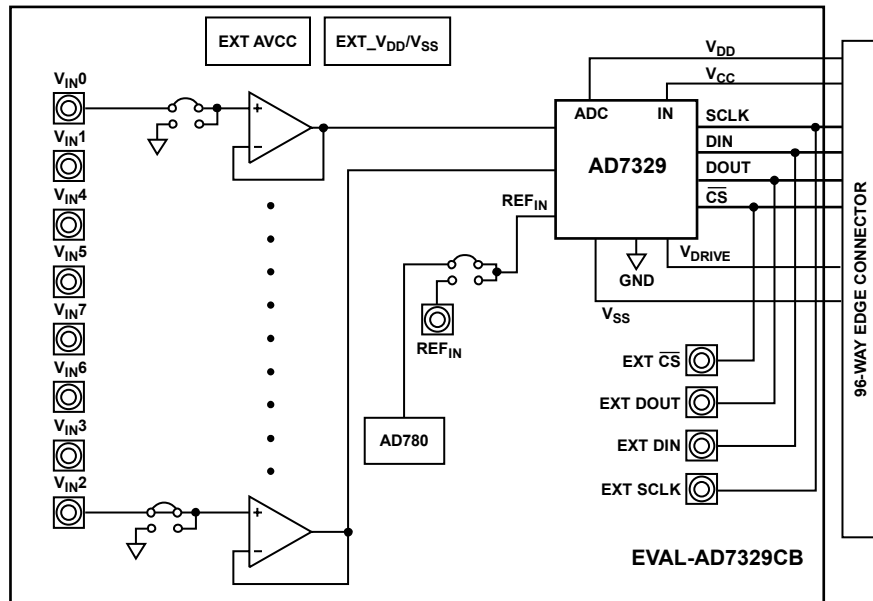 EXT AVCC
EXT_VDD/VSS
VIN0
VIN1
VIN4
VIN5
VIN7
VIN6
VIN3
VIN2
+
−
+
−
ADC
IN
AD7329
VDD
VCC
SCLK
DIN
DOUT
CS
VDRIVE
VSS
GND
REFIN
REFIN
AD780
EXT CS
EXT DOUT
EXT DIN
EXT SCLK
96-WAY EDGE CONNECTOR
EVAL-AD7329CB